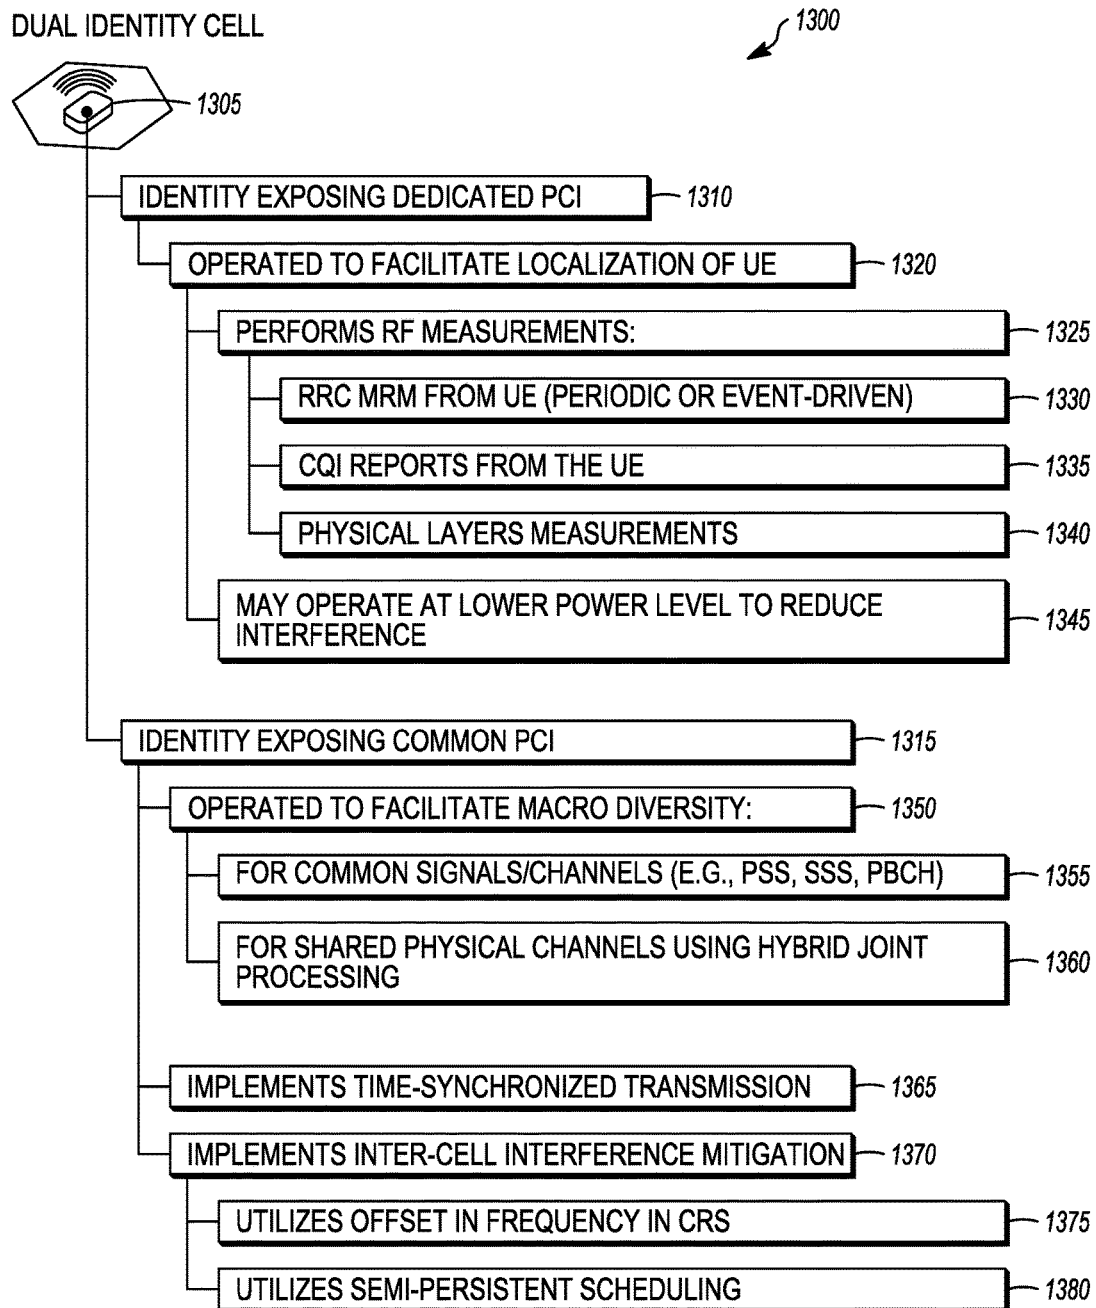 DUAL IDENTITY CELL
1300
1305
IDENTITY EXPOSING DEDICATED PCI 1310
OPERATED TO FACILITATE LOCALIZATION OF UE 1320
PERFORMS RF MEASUREMENTS: 1325
RRC MRM FROM UE (PERIODIC OR EVENT-DRIVEN) 1330
CQI REPORTS FROM THE UE 1335
PHYSICAL LAYERS MEASUREMENTS 1340
MAY OPERATE AT LOWER POWER LEVEL TO REDUCE
INTERFERENCE 1345
IDENTITY EXPOSING COMMON PCI 1315
OPERATED TO FACILITATE MACRO DIVERSITY: 1350
FOR COMMON SIGNALS/CHANNELS (E.G., PSS, SSS, PBCH) 1355
FOR SHARED PHYSICAL CHANNELS USING HYBRID JOINT
PROCESSING 1360
IMPLEMENTS TIME-SYNCHRONIZED TRANSMISSION 1365
IMPLEMENTS INTER-CELL INTERFERENCE MITIGATION 1370
UTILIZES OFFSET IN FREQUENCY IN CRS 1375
UTILIZES SEMI-PERSISTENT SCHEDULING 1380